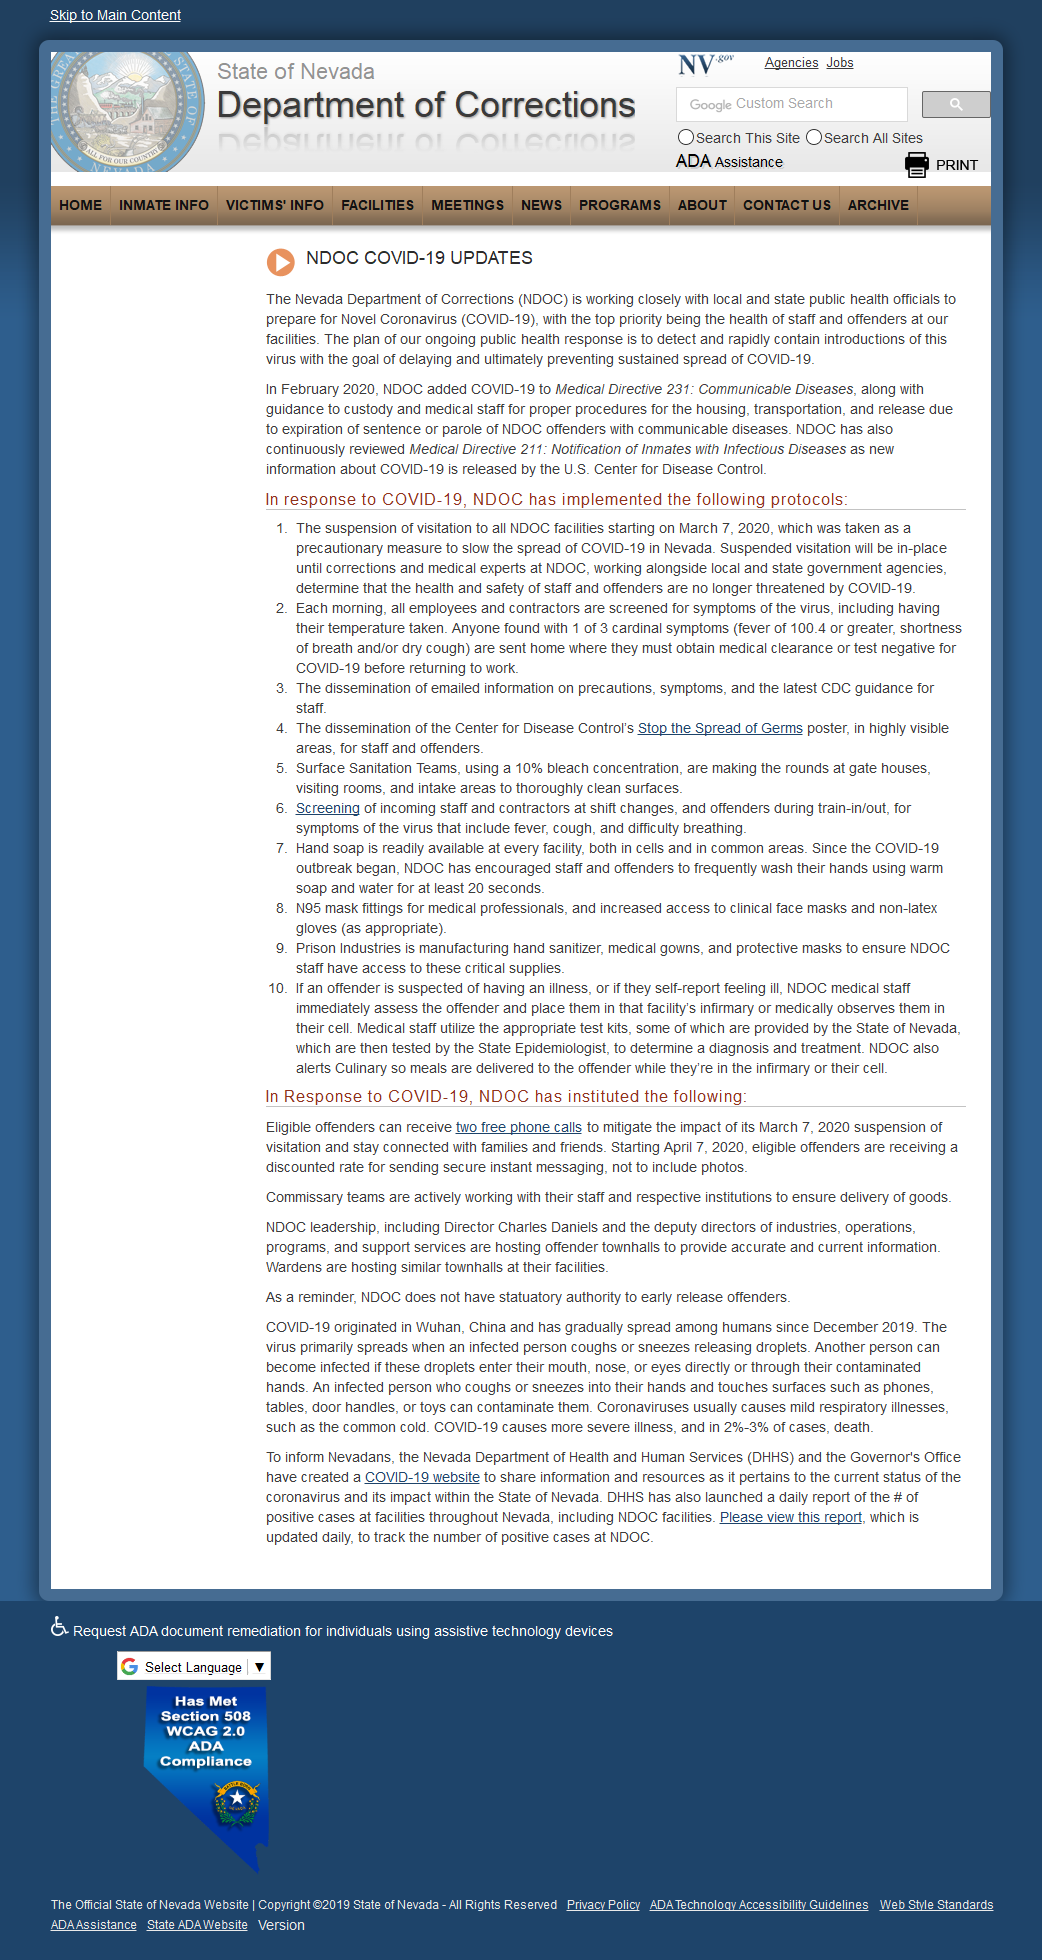 Skip to Main Content
State of Nevada
Department of Corrections
NV.gov
Agencies Jobs
Google Custom Search
Search This Site Search All Sites
ADA Assistance
PRINT
ALL FOR OUR COUNTRY
NEVADA
HOME INMATE INFO VICTIMS' INFO FACILITIES MEETINGS NEWS PROGRAMS ABOUT CONTACT US ARCHIVE
NDOC COVID-19 UPDATES
The Nevada Department of Corrections (NDOC) is working closely with local and state public health officials to
prepare for Novel Coronavirus (COVID-19), with the top priority being the health of staff and offenders at our
facilities. The plan of our ongoing public health response is to detect and rapidly contain introductions of this
virus with the goal of delaying and ultimately preventing sustained spread of COVID-19.
In February 2020, NDOC added COVID-19 to Medical Directive 231: Communicable Diseases, along with
guidance to custody and medical staff for proper procedures for the housing, transportation, and release due
to expiration of sentence or parole of NDOC offenders with communicable diseases. NDOC has also
continuously reviewed Medical Directive 211: Notification of Inmates with Infectious Diseases as new
information about COVID-19 is released by the U.S. Center for Disease Control.
In response to COVID-19, NDOC has implemented the following protocols:
1. The suspension of visitation to all NDOC facilities starting on March 7, 2020, which was taken as a
precautionary measure to slow the spread of COVID-19 in Nevada. Suspended visitation will be in-place
until corrections and medical experts at NDOC, working alongside local and state government agencies,
determine that the health and safety of staff and offenders are no longer threatened by COVID-19.
2. Each morning, all employees and contractors are screened for symptoms of the virus, including having
their temperature taken. Anyone found with 1 of 3 cardinal symptoms (fever of 100.4 or greater, shortness
of breath and/or dry cough) are sent home where they must obtain medical clearance or test negative for
COVID-19 before returning to work.
3. The dissemination of emailed information on precautions, symptoms, and the latest CDC guidance for
staff.
4. The dissemination of the Center for Disease Control's Stop the Spread of Germs poster, in highly visible
areas, for staff and offenders.
5. Surface Sanitation Teams, using a 10% bleach concentration, are making the rounds at gate houses,
visiting rooms, and intake areas to thoroughly clean surfaces.
6. Screening of incoming staff and contractors at shift changes, and offenders during train-in/out, for
symptoms of the virus that include fever, cough, and difficulty breathing.
7. Hand soap is readily available at every facility, both in cells and in common areas. Since the COVID-19
outbreak began, NDOC has encouraged staff and offenders to frequently wash their hands using warm
soap and water for at least 20 seconds.
8. N95 mask fittings for medical professionals, and increased access to clinical face masks and non-latex
gloves (as appropriate).
9. Prison Industries is manufacturing hand sanitizer, medical gowns, and protective masks to ensure NDOC
staff have access to these critical supplies.
10. If an offender is suspected of having an illness, or if they self-report feeling ill, NDOC medical staff
immediately assess the offender and place them in that facility's infirmary or medically observes them in
their cell. Medical staff utilize the appropriate test kits, some of which are provided by the State of Nevada,
which are then tested by the State Epidemiologist, to determine a diagnosis and treatment. NDOC also
alerts Culinary so meals are delivered to the offender while they're in the infirmary or their cell.
In Response to COVID-19, NDOC has instituted the following:
Eligible offenders can receive two free phone calls to mitigate the impact of its March 7, 2020 suspension of
visitation and stay connected with families and friends. Starting April 7, 2020, eligible offenders are receiving a
discounted rate for sending secure instant messaging, not to include photos.
Commissary teams are actively working with their staff and respective institutions to ensure delivery of goods.
NDOC leadership, including Director Charles Daniels and the deputy directors of industries, operations,
programs, and support services are hosting offender townhalls to provide accurate and current information.
Wardens are hosting similar townhalls at their facilities.
As a reminder, NDOC does not have statuatory authority to early release offenders.
COVID-19 originated in Wuhan, China and has gradually spread among humans since December 2019. The
virus primarily spreads when an infected person coughs or sneezes releasing droplets. Another person can
become infected if these droplets enter their mouth, nose, or eyes directly or through their contaminated
hands. An infected person who coughs or sneezes into their hands and touches surfaces such as phones,
tables, door handles, or toys can contaminate them. Coronaviruses usually causes mild respiratory illnesses,
such as the common cold. COVID-19 causes more severe illness, and in 2%-3% of cases, death.
To inform Nevadans, the Nevada Department of Health and Human Services (DHHS) and the Governor's Office
have created a COVID-19 website to share information and resources as it pertains to the current status of the
coronavirus and its impact within the State of Nevada. DHHS has also launched a daily report of the # of
positive cases at facilities throughout Nevada, including NDOC facilities. Please view this report, which is
updated daily, to track the number of positive cases at NDOC.
Request ADA document remediation for individuals using assistive technology devices
Select Language ▼
Has Met
Section 508
WCAG 2.0
ADA
Compliance
The Official State of Nevada Website | Copyright ©2019 State of Nevada - All Rights Reserved Privacy Policy ADA Technology Accessibility Guidelines Web Style Standards
ADA Assistance State ADA Website Version